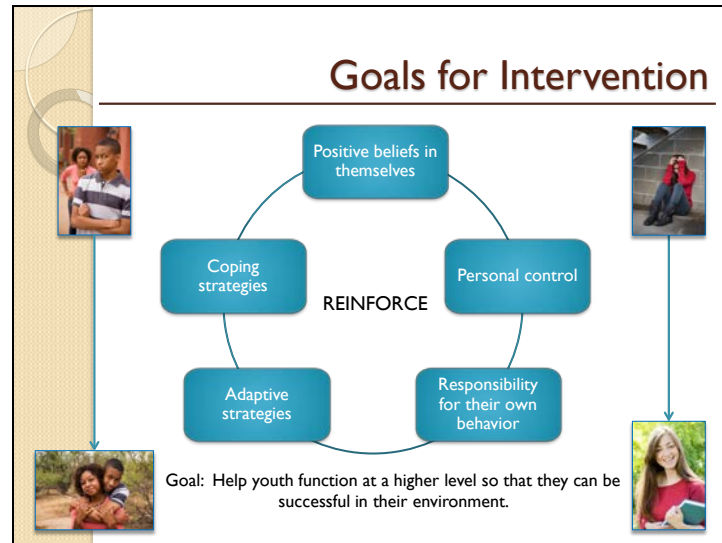 Goals for Intervention
Positive beliefs in
themselves
Coping
strategies
Personal control
REINFORCE
Adaptive
strategies
Responsibility
for their own
behavior
Goal:  Help youth function at a higher level so that they can be
successful in their environment.